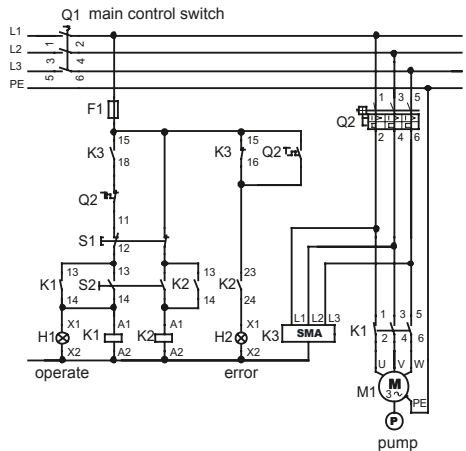 Q1 main control switch
L1
1 2
L2
3 4
L3
5 6
PE
F1
1 3 5
Q2
2 4 6
K3 15 18
K3 15 16
Q2
Q2
11
S1
12
K1 13 14
S2 13 14
K2 13 14
K2 23 24
L1 L2 L3
K3 SMA
K1 1 3 5
2 4 6
H1 X1 X2
K1 A1 A2
K2 A1 A2
H2 X1 X2
U V W
M1 M 3~
PE
operate
error
P
pump